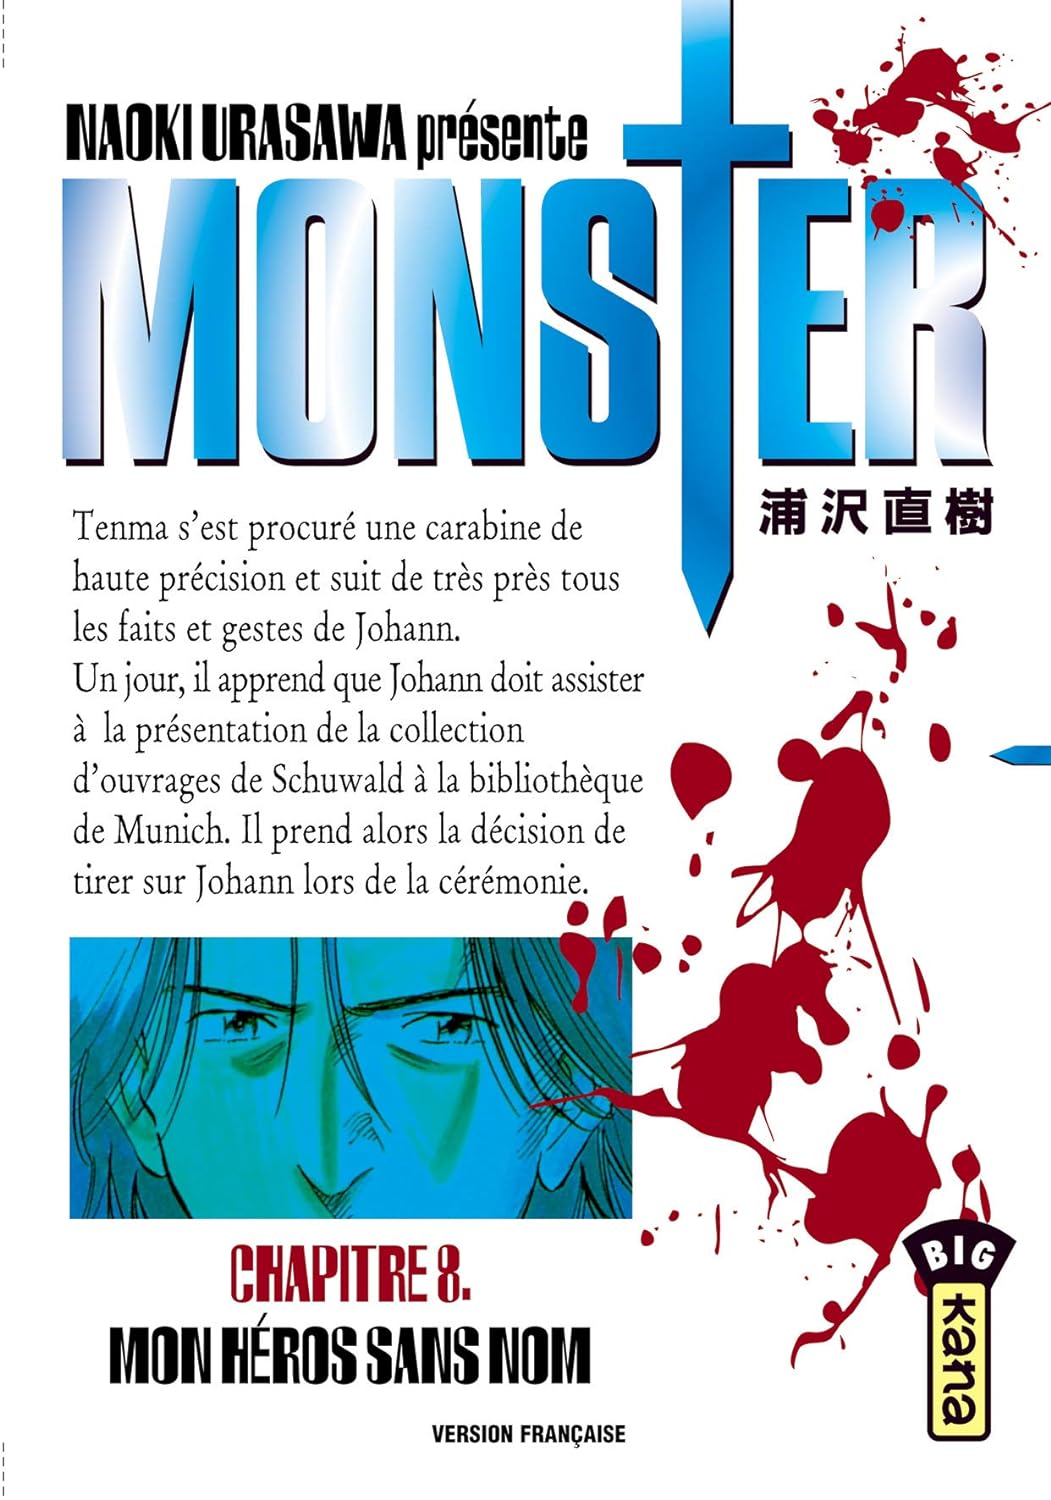 NAOKI URASAWA présente
MONSTER
浦沢直樹
Tenma s'est procuré une carabine de
haute précision et suit de très près tous
les faits et gestes de Johann.
Un jour, il apprend que Johann doit assister
à la présentation de la collection
d'ouvrages de Schuwald à la bibliothèque
de Munich. Il prend alors la décision de
tirer sur Johann lors de la cérémonie.
CHAPITRE 8.
MON HÉROS SANS NOM
BIG
kana
VERSION FRANÇAISE